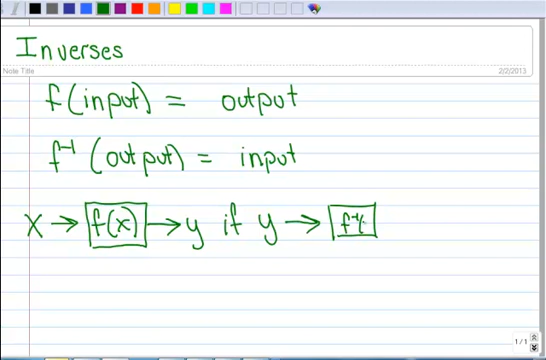 Inverses
Note Title
2/2/2013
f(input) = output
f⁻¹(output) = input
x → f(x) → y if y → f⁻¹(
1/1